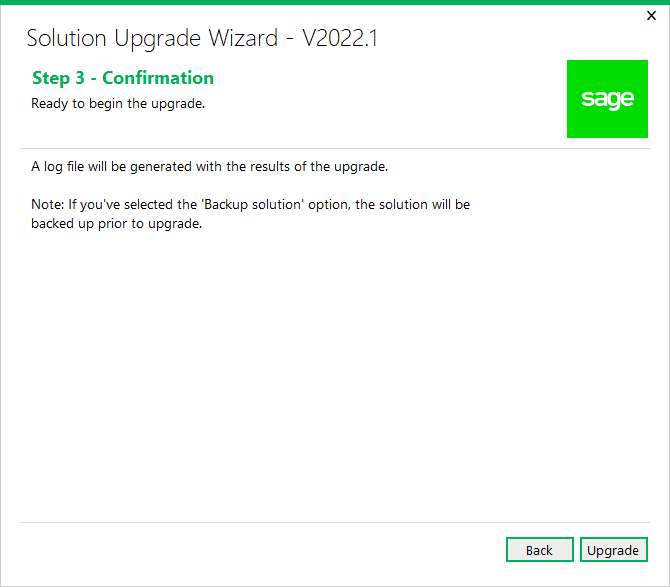 Solution Upgrade Wizard - V2022.1
Step 3 - Confirmation
Ready to begin the upgrade.
sage
A log file will be generated with the results of the upgrade.
Note: If you've selected the 'Backup solution' option, the solution will be
backed up prior to upgrade.
Back
Upgrade